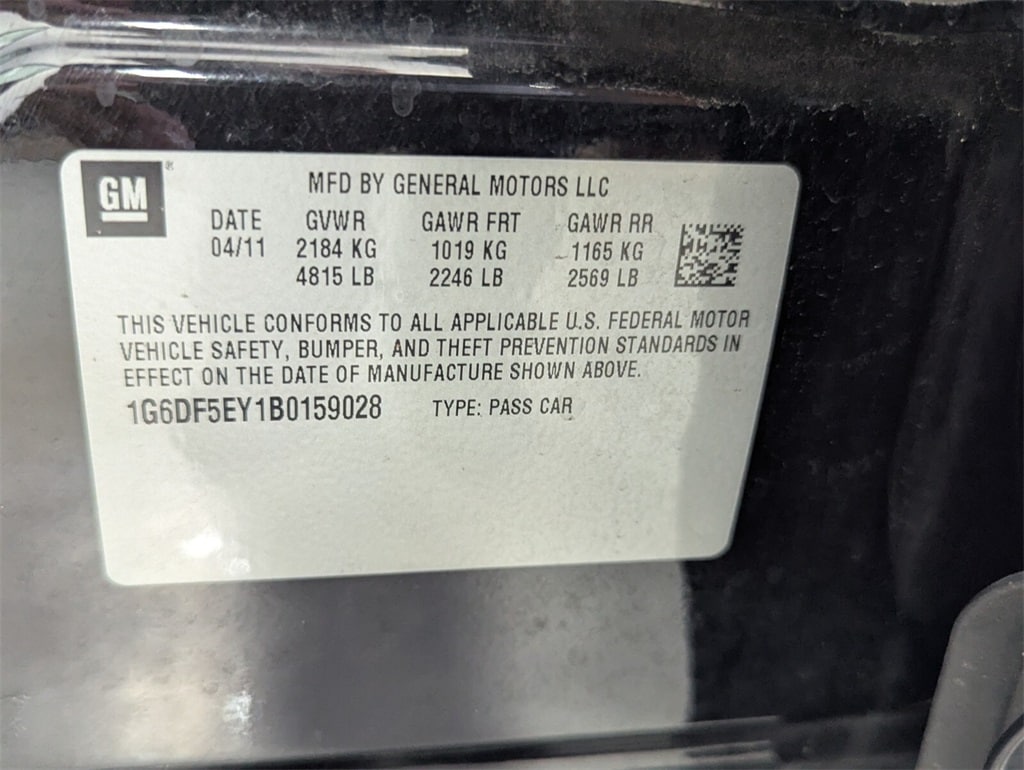 GM ®
MFD BY GENERAL MOTORS LLC
DATE GVWR GAWR FRT GAWR RR
04/11 2184 KG 1019 KG 1165 KG
4815 LB 2246 LB 2569 LB
THIS VEHICLE CONFORMS TO ALL APPLICABLE U.S. FEDERAL MOTOR
VEHICLE SAFETY, BUMPER, AND THEFT PREVENTION STANDARDS IN
EFFECT ON THE DATE OF MANUFACTURE SHOWN ABOVE.
1G6DF5EY1B0159028 TYPE: PASS CAR